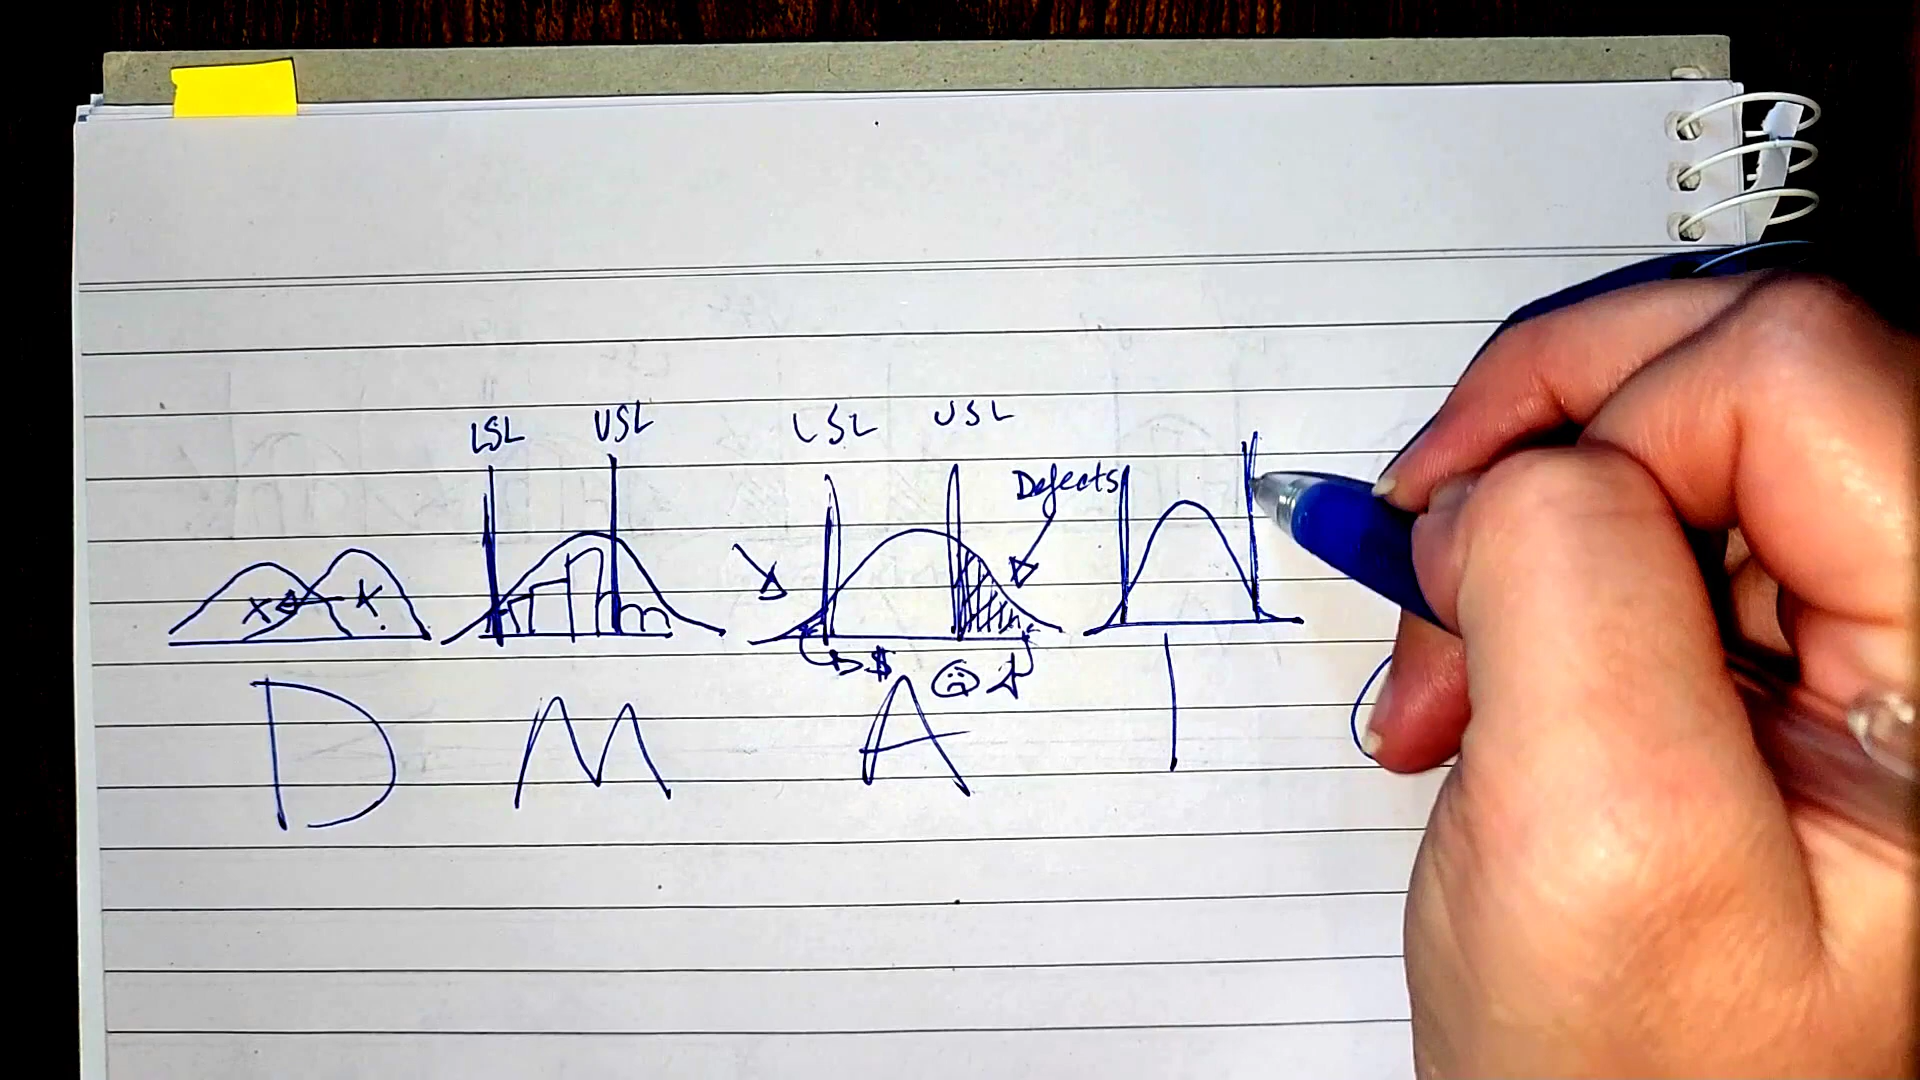 LSL USL LSL USL
Defects
x x
$
D M A I C